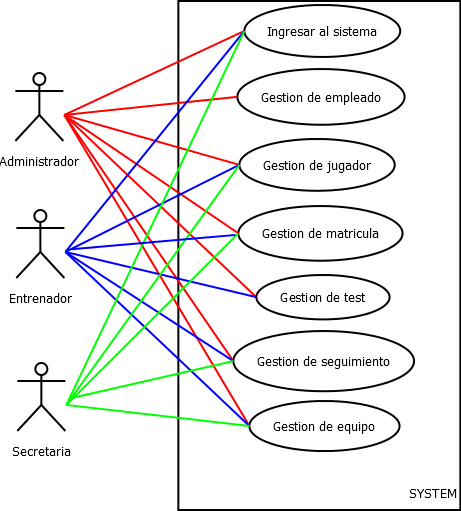 Ingresar al sistema
Gestion de empleado
Administrador
Gestion de jugador
Gestion de matricula
Entrenador
Gestion de test
Gestion de seguimiento
Gestion de equipo
Secretaria
SYSTEM